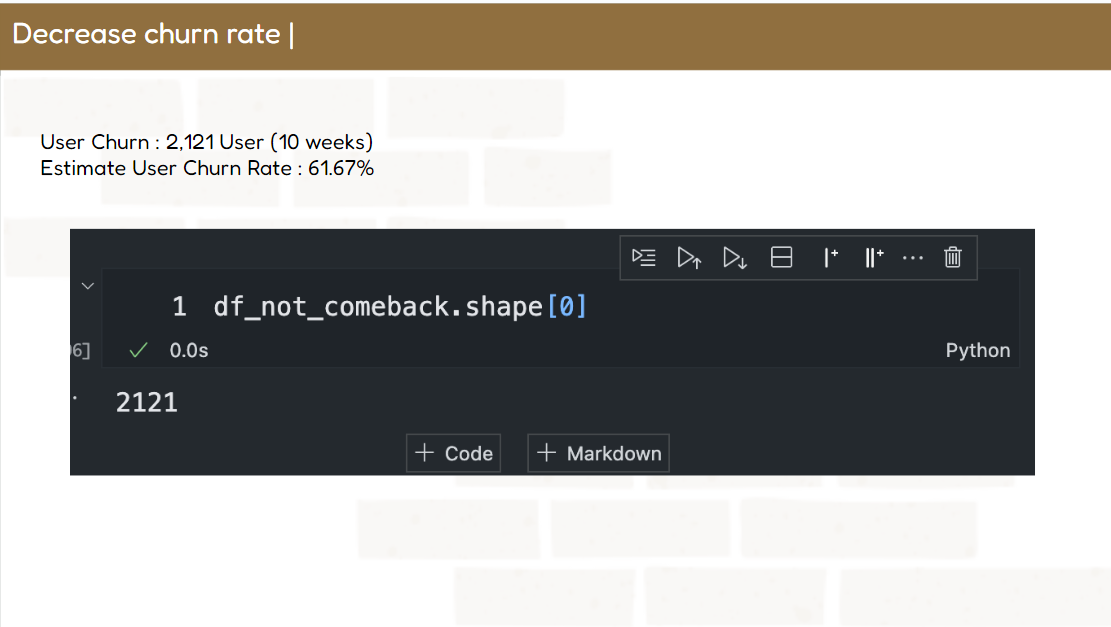 Decrease churn rate |
User Churn : 2,121 User (10 weeks)
Estimate User Churn Rate : 61.67%
1 df_not_comeback.shape[0]
6]
0.0s
Python
2121
+ Code
+ Markdown